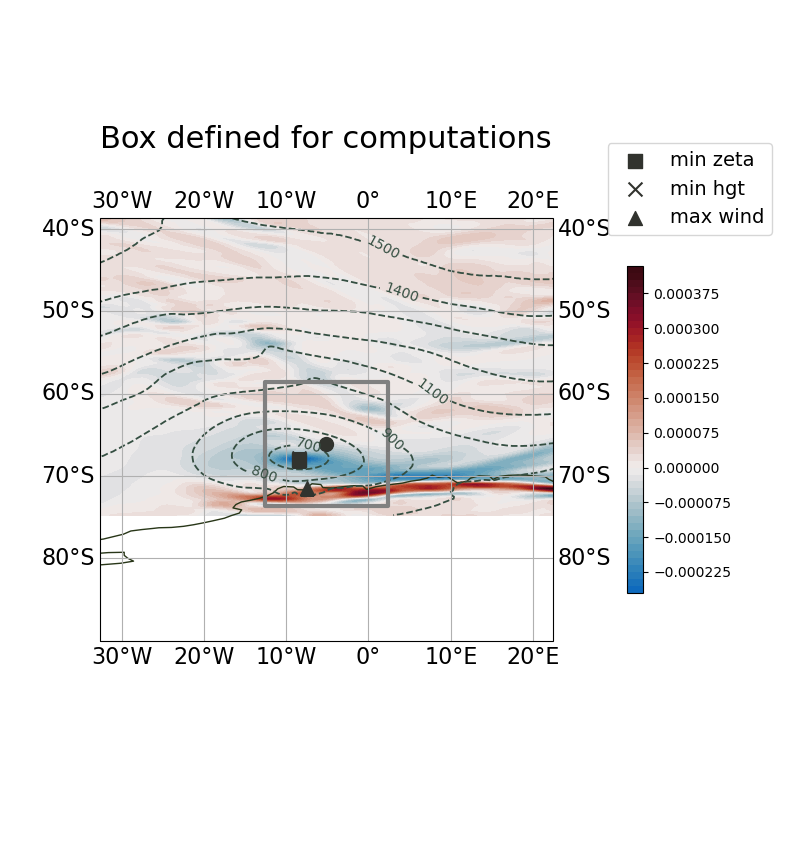 Box defined for computations
min zeta
min hgt
max wind
30°W 20°W 10°W 0° 10°E 20°E
40°S 40°S
1500
0.000375
1400
50°S 50°S
0.000300
0.000225
1100
60°S 60°S
0.000150
0.000075
900
700
0.000000
800
70°S 70°S
−0.000075
−0.000150
80°S 80°S
−0.000225
30°W 20°W 10°W 0° 10°E 20°E